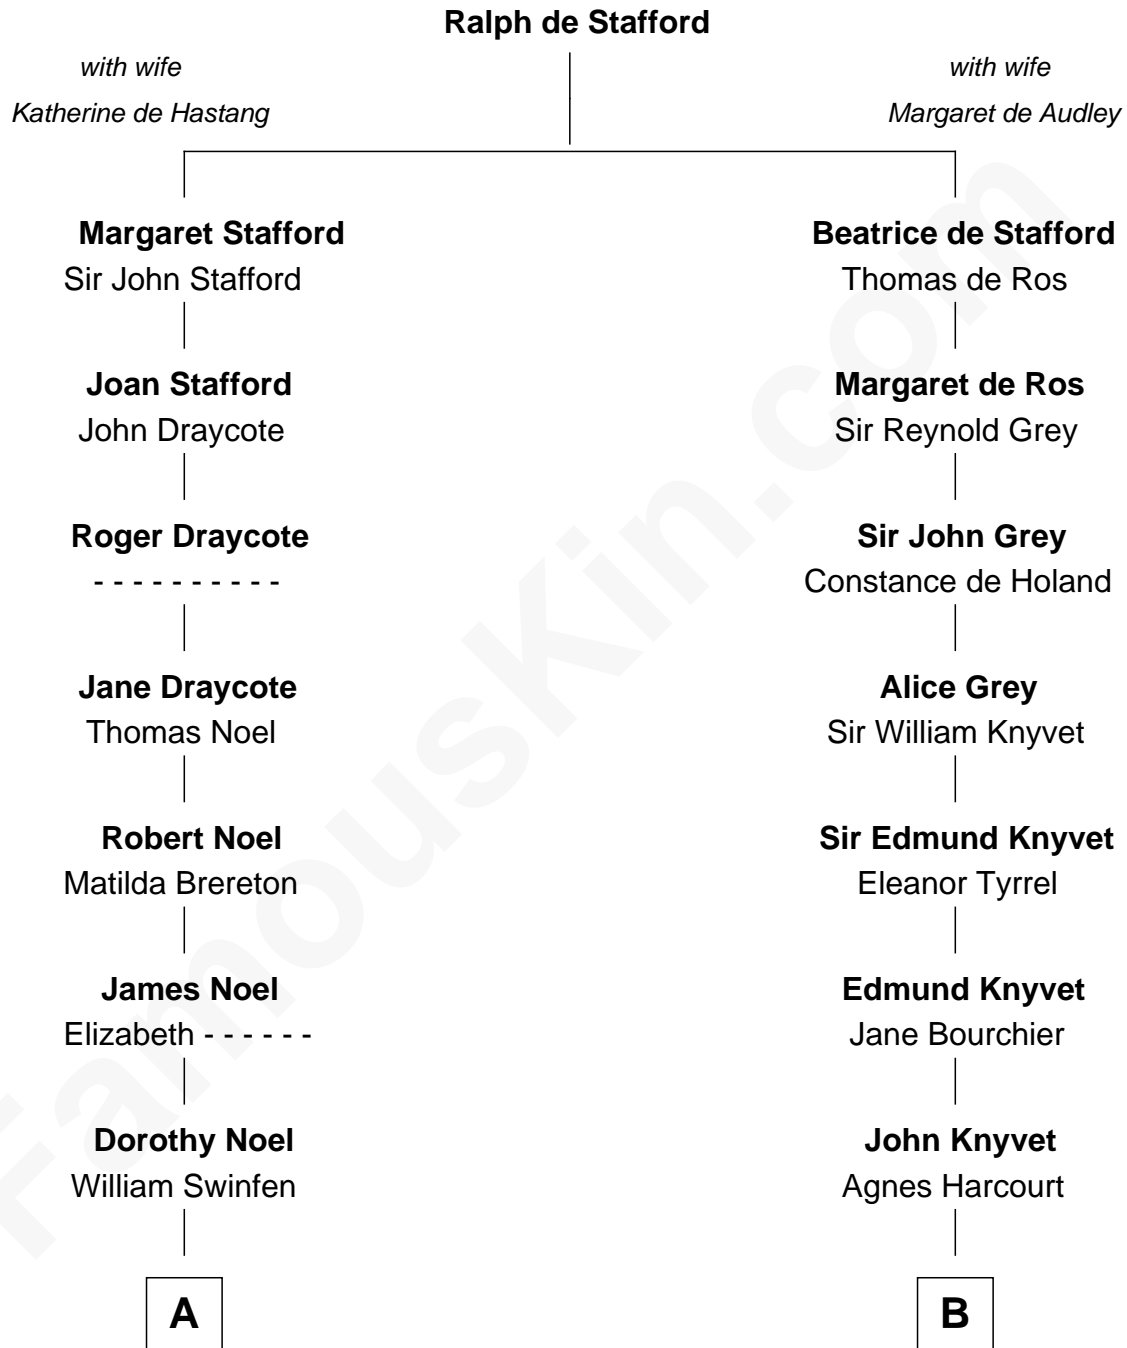 Ralph de Stafford
with wife
Katherine de Hastang
with wife
Margaret de Audley
Margaret Stafford
Sir John Stafford
Beatrice de Stafford
Thomas de Ros
Joan Stafford
John Draycote
Margaret de Ros
Sir Reynold Grey
Roger Draycote
- - - - - - - - - -
Sir John Grey
Constance de Holand
Jane Draycote
Thomas Noel
Alice Grey
Sir William Knyvet
Robert Noel
Matilda Brereton
Sir Edmund Knyvet
Eleanor Tyrrel
James Noel
Elizabeth - - - - - -
Edmund Knyvet
Jane Bourchier
Dorothy Noel
William Swinfen
John Knyvet
Agnes Harcourt
A
B
FamousKin.com